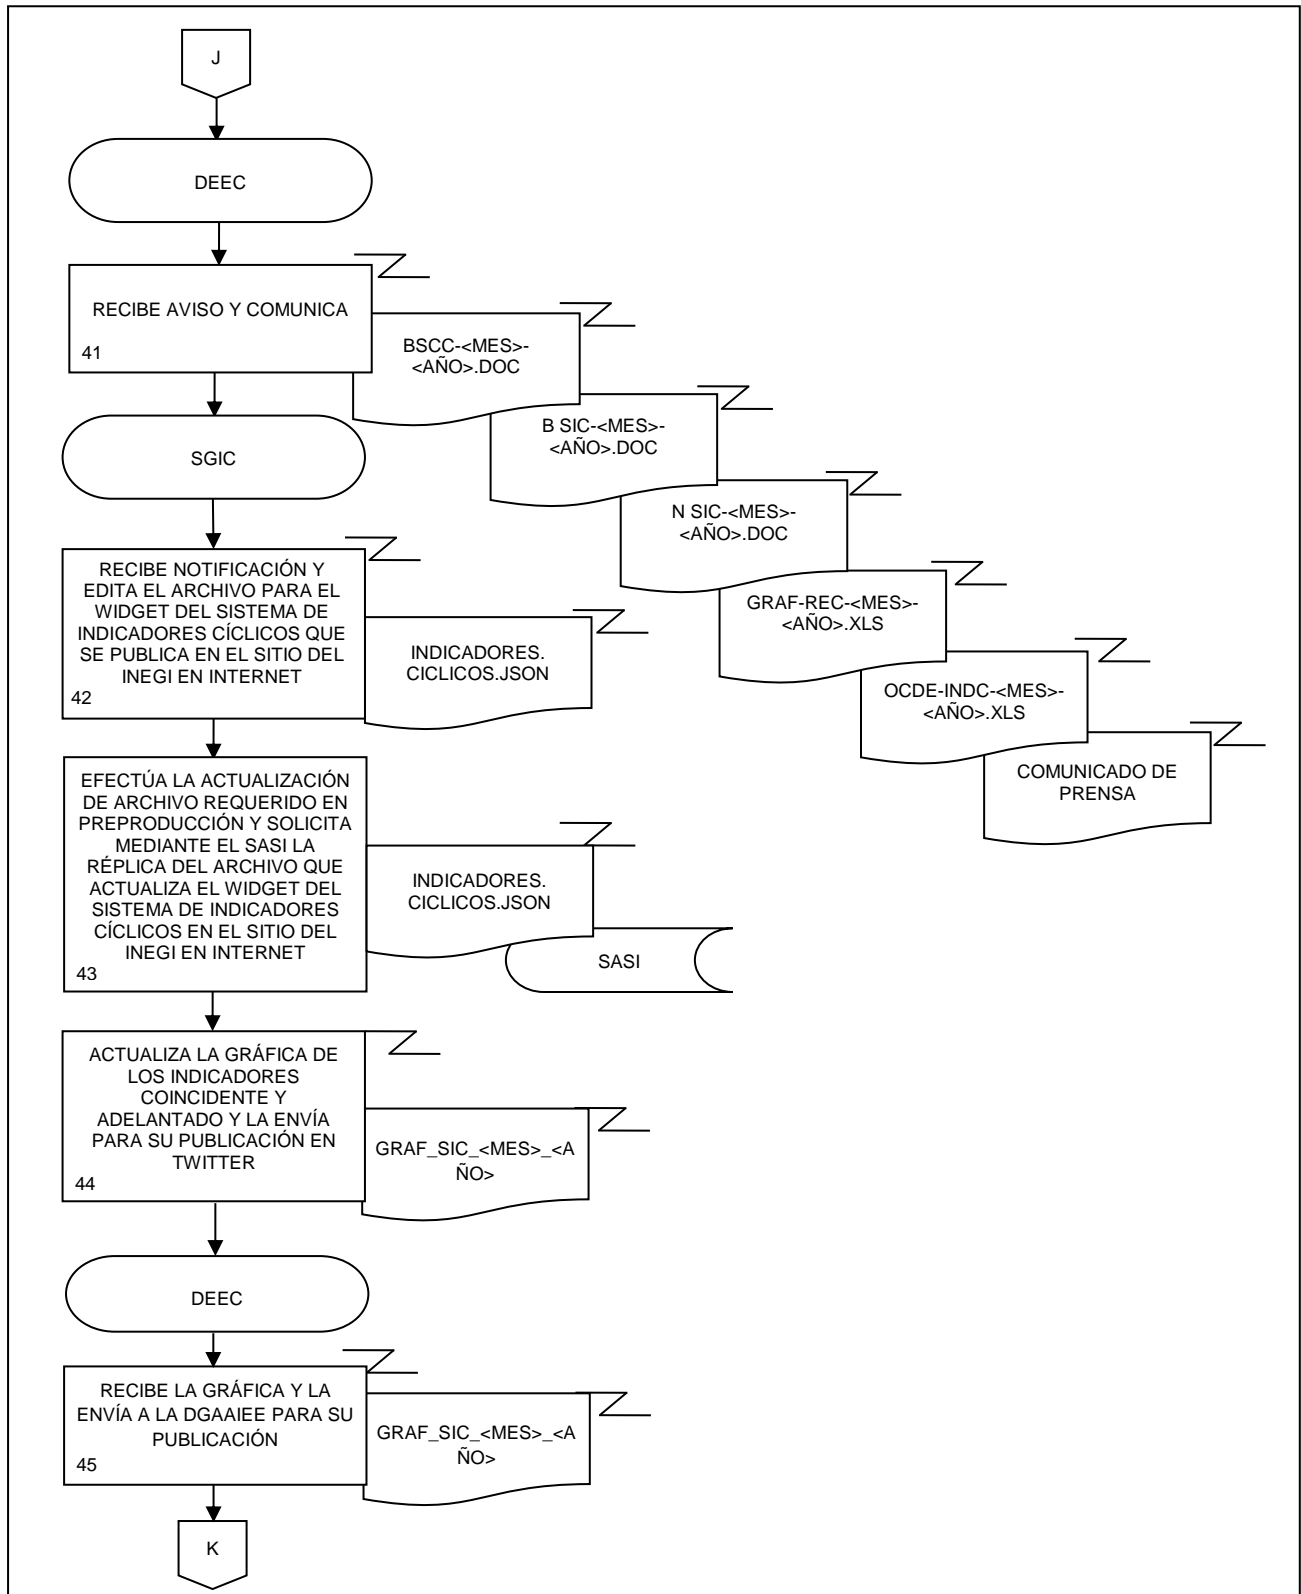 J
DEEC
RECIBE AVISO Y COMUNICA
41
BSCC-<MES>-
<AÑO>.DOC
B SIC-<MES>-
<AÑO>.DOC
N SIC-<MES>-
<AÑO>.DOC
GRAF-REC-<MES>-
<AÑO>.XLS
OCDE-INDC-<MES>-
<AÑO>.XLS
COMUNICADO DE
PRENSA
SGIC
RECIBE NOTIFICACIÓN Y
EDITA EL ARCHIVO PARA EL
WIDGET DEL SISTEMA DE
INDICADORES CÍCLICOS QUE
SE PUBLICA EN EL SITIO DEL
INEGI EN INTERNET
42
INDICADORES.
CICLICOS.JSON
EFECTÚA LA ACTUALIZACIÓN
DE ARCHIVO REQUERIDO EN
PREPRODUCCIÓN Y SOLICITA
MEDIANTE EL SASI LA
RÉPLICA DEL ARCHIVO QUE
ACTUALIZA EL WIDGET DEL
SISTEMA DE INDICADORES
CÍCLICOS EN EL SITIO DEL
INEGI EN INTERNET
43
INDICADORES.
CICLICOS.JSON
SASI
ACTUALIZA LA GRÁFICA DE
LOS INDICADORES
COINCIDENTE Y
ADELANTADO Y LA ENVÍA
PARA SU PUBLICACIÓN EN
TWITTER
44
GRAF_SIC_<MES>_<A
ÑO>
DEEC
RECIBE LA GRÁFICA Y LA
ENVÍA A LA DGAAIEE PARA SU
PUBLICACIÓN
45
GRAF_SIC_<MES>_<A
ÑO>
K